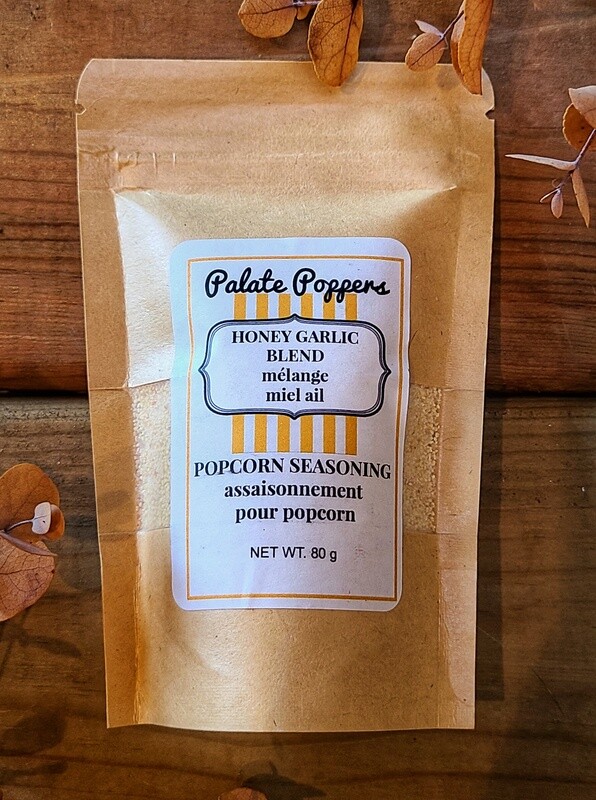 Palate Poppers
HONEY GARLIC
BLEND
mélange
miel ail
POPCORN SEASONING
assaisonnement
pour popcorn
NET WT. 80 g